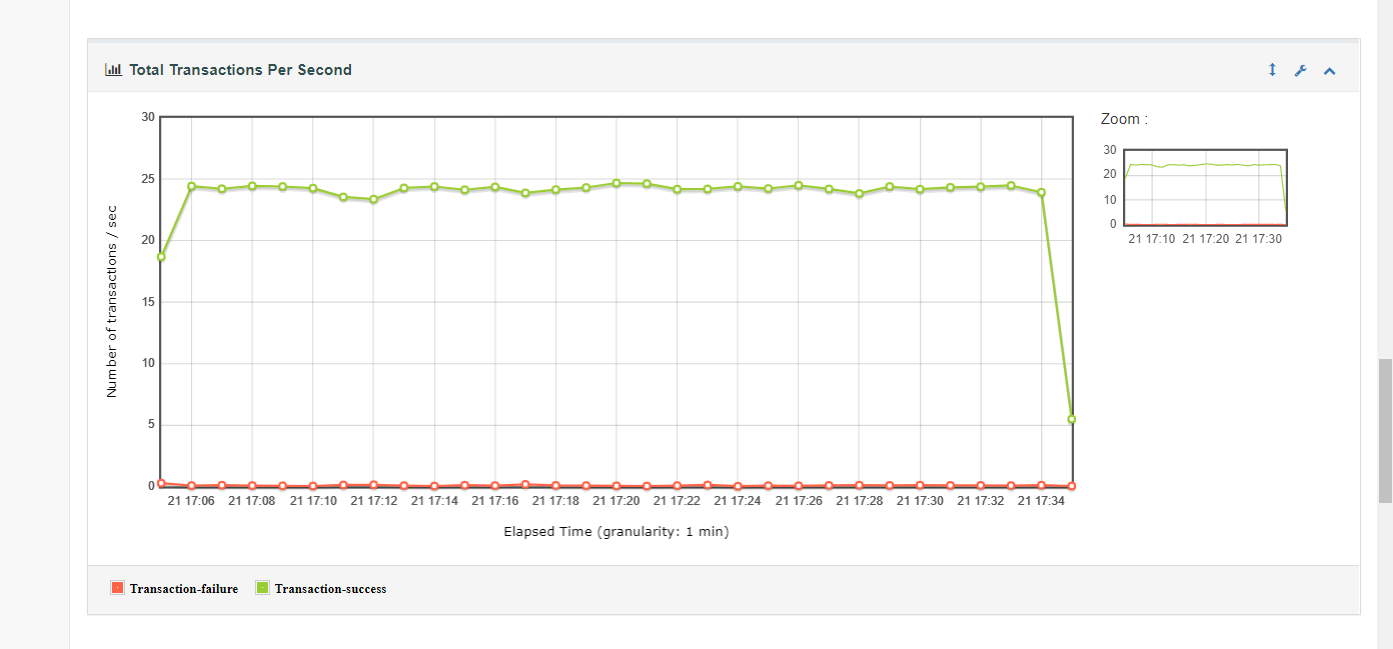 Total Transactions Per Second
Zoom :
30
25
20
15
10
5
0
Number of transactions / sec
21 17:06 21 17:08 21 17:10 21 17:12 21 17:14 21 17:16 21 17:18 21 17:20 21 17:22 21 17:24 21 17:26 21 17:28 21 17:30 21 17:32 21 17:34
Elapsed Time (granularity: 1 min)
30
20
10
0
21 17:10 21 17:20 21 17:30
Transaction-failure Transaction-success